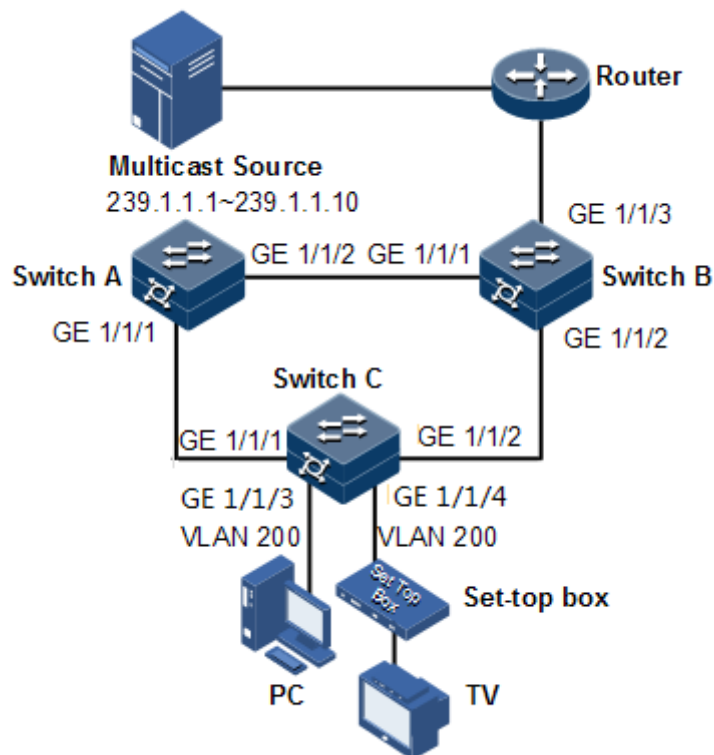 Router
Multicast Source
239.1.1.1~239.1.1.10
GE 1/1/3
Switch A
GE 1/1/2
GE 1/1/1
Switch B
GE 1/1/1
GE 1/1/2
Switch C
GE 1/1/1
GE 1/1/2
GE 1/1/3
GE 1/1/4
VLAN 200
VLAN 200
Set Top
Box
Set-top box
PC
TV